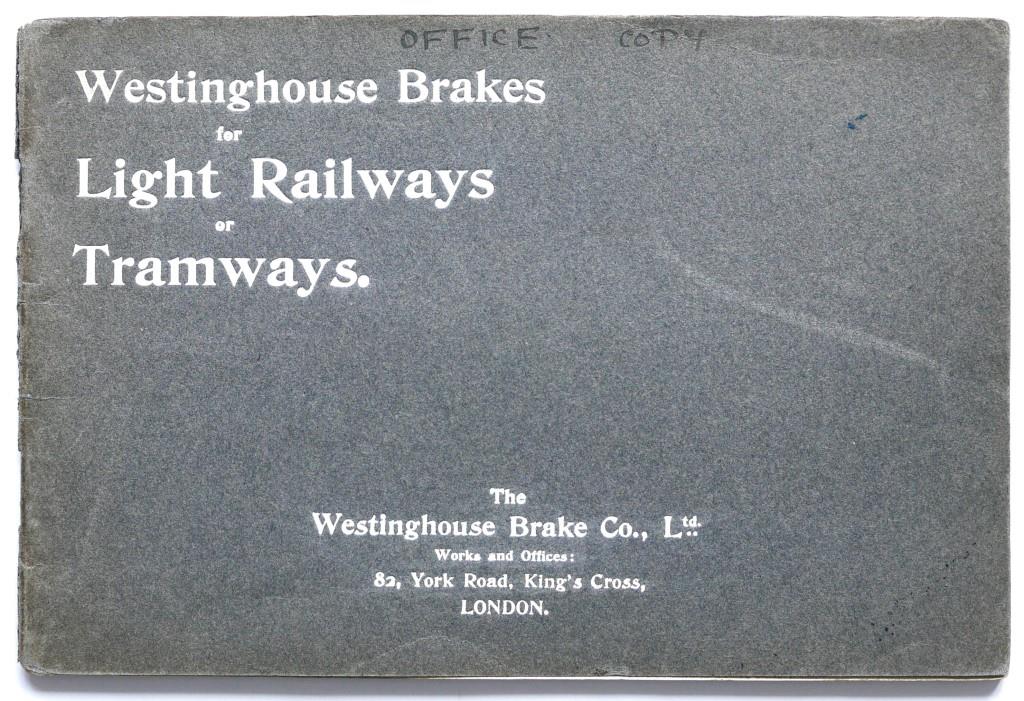 OFFICE COPY
Westinghouse Brakes
for
Light Railways
or
Tramways.
The
Westinghouse Brake Co., Ltd.
Works and Offices:
82, York Road, King's Cross,
LONDON.